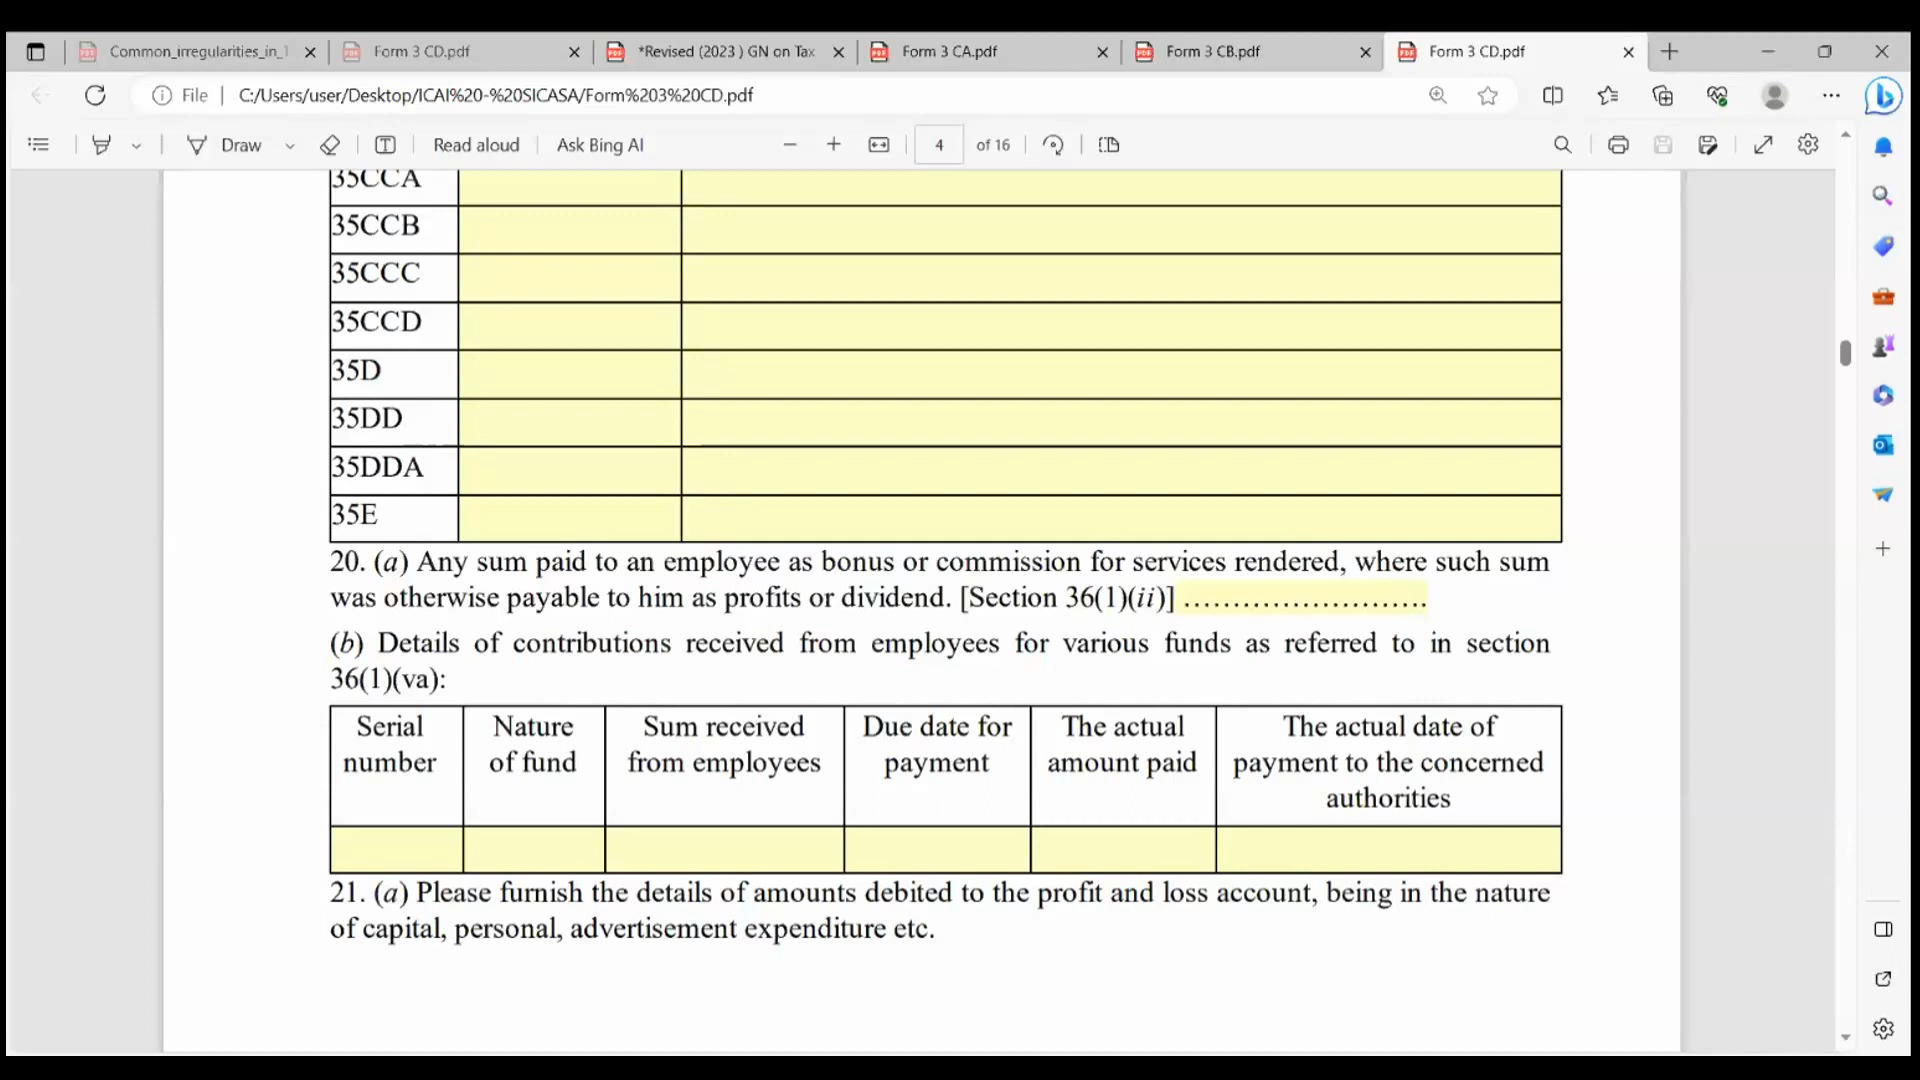 Common_irregularities_in_1
Form 3 CD.pdf
*Revised (2023 ) GN on Tax
Form 3 CA.pdf
Form 3 CB.pdf
Form 3 CD.pdf
File
C:/Users/user/Desktop/ICAI%20-%20SICASA/Form%203%20CD.pdf
Draw
Read aloud
Ask Bing AI
4 of 16
35CCA
35CCB
35CCC
35CCD
35D
35DD
35DDA
35E
20. (a) Any sum paid to an employee as bonus or commission for services rendered, where such sum
was otherwise payable to him as profits or dividend. [Section 36(1)(ii)] .........................
(b) Details of contributions received from employees for various funds as referred to in section
36(1)(va):
Serial number
Nature of fund
Sum received from employees
Due date for payment
The actual amount paid
The actual date of payment to the concerned authorities
21. (a) Please furnish the details of amounts debited to the profit and loss account, being in the nature
of capital, personal, advertisement expenditure etc.